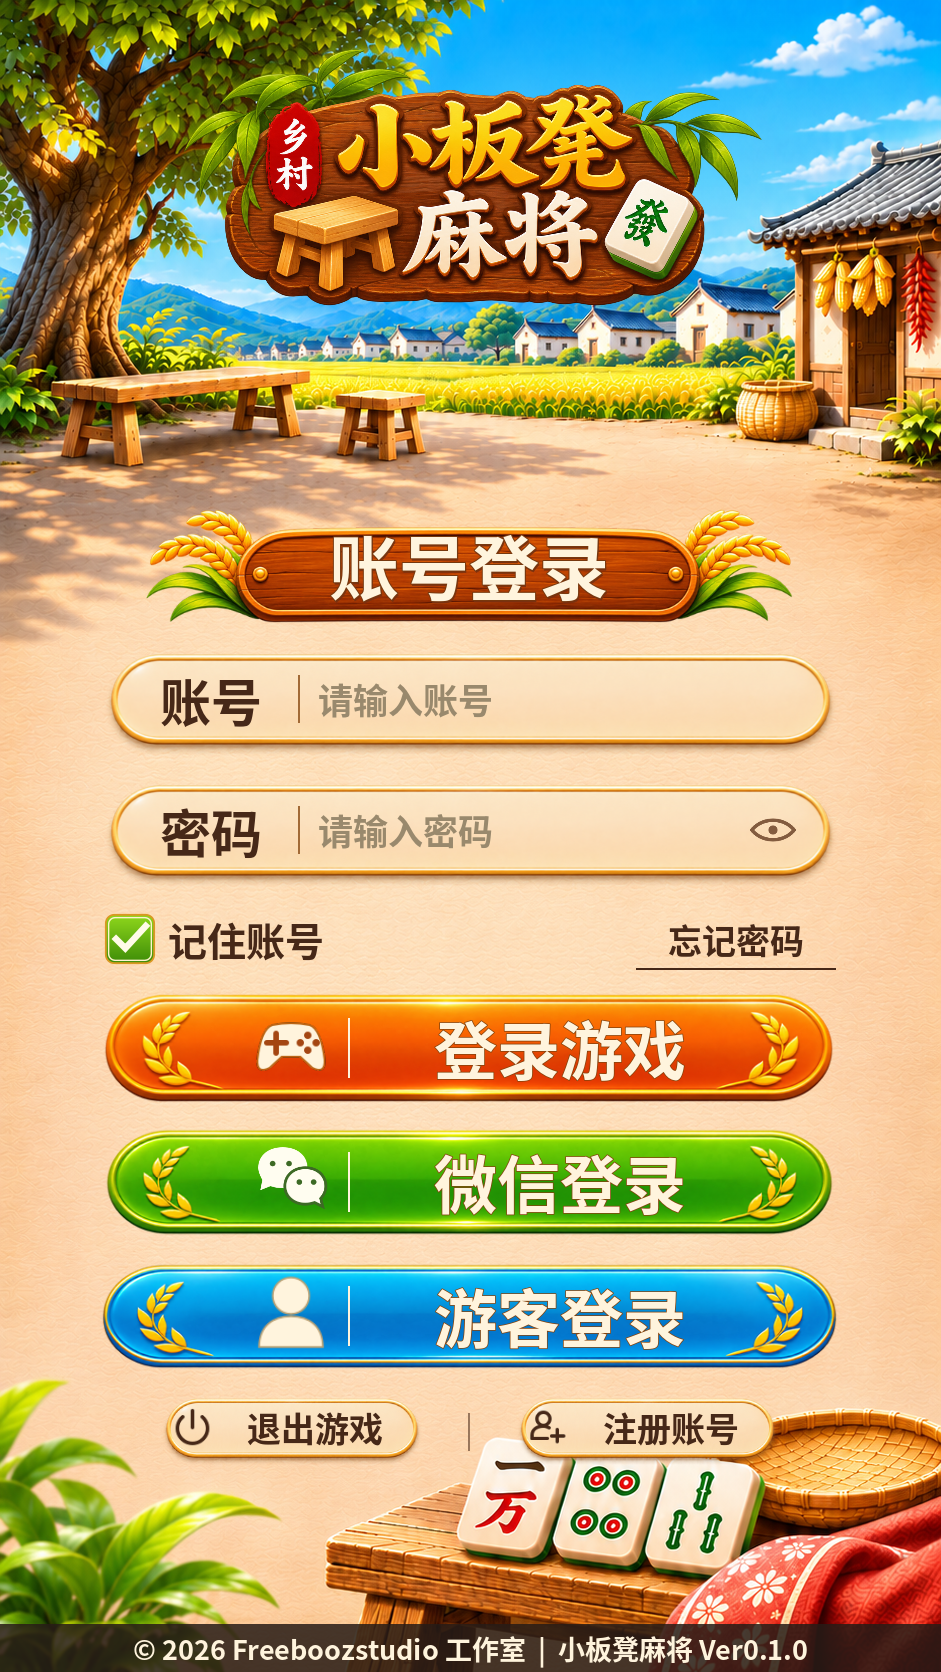 乡村
小板凳
麻将
發
账号登录
账号
请输入账号
密码
请输入密码
记住账号
忘记密码
登录游戏
微信登录
游客登录
退出游戏
注册账号
一万
© 2026 Freeboozstudio 工作室 | 小板凳麻将 Ver0.1.0